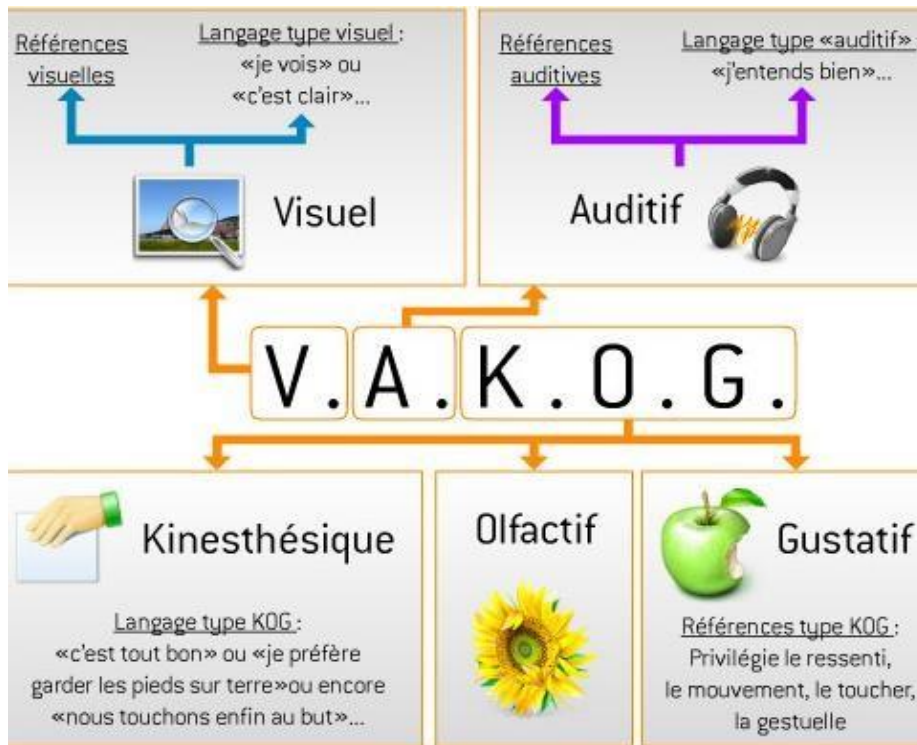 Références
visuelles
Langage type visuel :
«je vois» ou
«c'est clair»...
Visuel
Références
auditives
Langage type «auditif»
«j'entends bien»...
Auditif
V.A.K.O.G.
Kinesthésique
Langage type KOG :
«c'est tout bon» ou «je préfère
garder les pieds sur terre»ou encore
«nous touchons enfin au but»...
Olfactif
Gustatif
Références type KOG :
Privilégie le ressenti,
le mouvement, le toucher,
la gestuelle